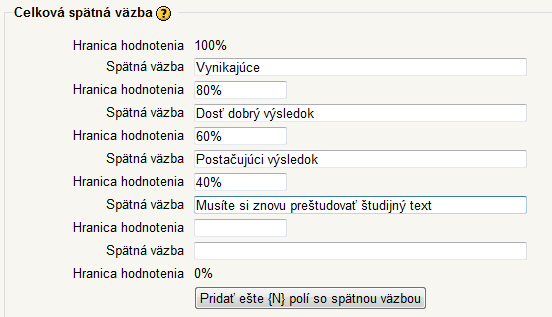 Celková spätná väzba ?
Hranica hodnotenia 100%
Spätná väzba Vynikajúce
Hranica hodnotenia 80%
Spätná väzba Dosť dobrý výsledok
Hranica hodnotenia 60%
Spätná väzba Postačujúci výsledok
Hranica hodnotenia 40%
Spätná väzba Musíte si znovu preštudovať študijný text
Hranica hodnotenia
Spätná väzba
Hranica hodnotenia 0%
Pridať ešte {N} polí so spätnou väzbou